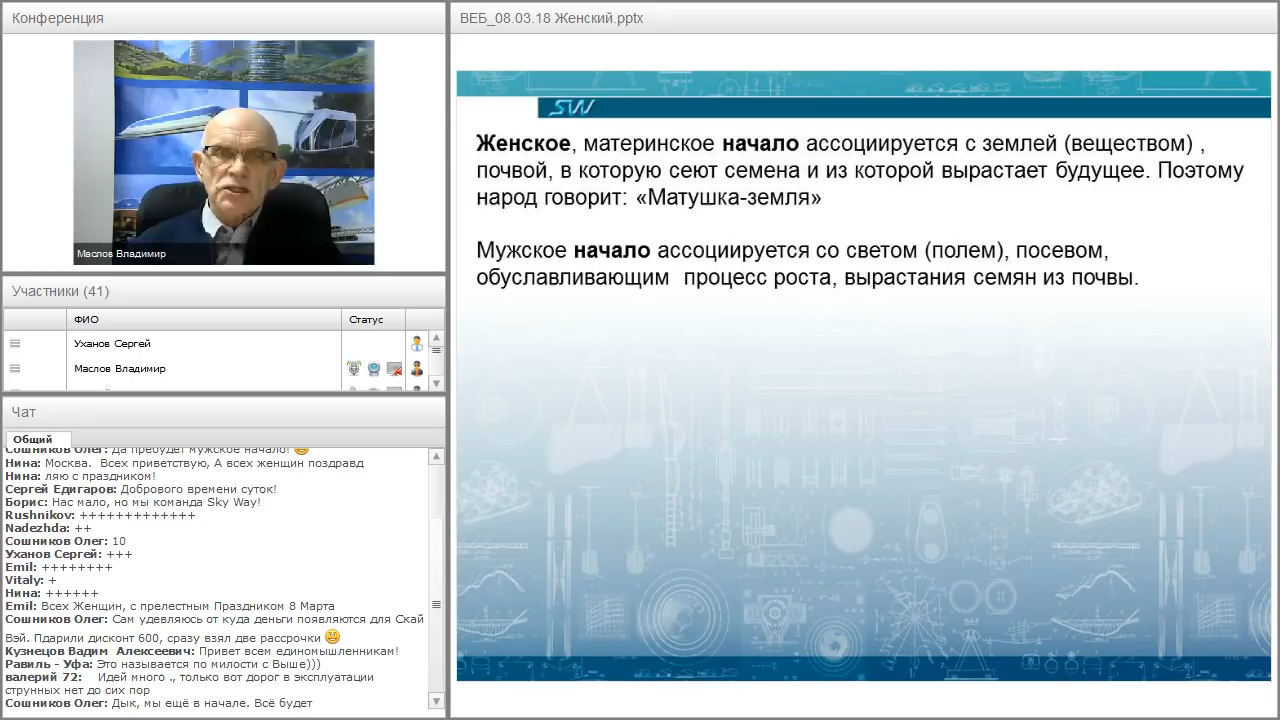 Конференция
Маслов Владимир
Участники (41)
ФИО
Статус
Уханов Сергей
Маслов Владимир
Чат
Общий
Сошников Олег: Да пребудет мужское начало!
Нина: Москва.  Всех приветствую, А всех женщин поздравд
Нина: ляю с праздником!
Сергей Едигаров: Доброго времени суток!
Борис: Нас мало, но мы команда Sky Way!
Rushnikov: +++++++++++++
Nadezhda: ++
Сошников Олег: 10
Уханов Сергей: +++
Emil: ++++++++
Vitaly: +
Нина: ++++++
Emil: Всех Женщин, с прелестным Праздником 8 Марта
Сошников Олег: Сам удевляюсь от куда деньги появляются для Скай
Вэй. Пдарили дисконт 600, сразу взял две рассрочки
Кузнецов Вадим  Алексеевич: Привет всем единомышленникам!
Равиль - Уфа: Это называется по милости с Выше)))
валерий 72:   Идей много ., только вот дорог в эксплуатации
струнных нет до сих пор
Сошников Олег: Дык, мы ещё в начале. Всё будет
ВЕБ_08.03.18 Женский.pptx
SW
Женское, материнское начало ассоциируется с землей (веществом) ,
почвой, в которую сеют семена и из которой вырастает будущее. Поэтому
народ говорит: «Матушка-земля»
Мужское начало ассоциируется со светом (полем), посевом,
обуславливающим  процесс роста, вырастания семян из почвы.